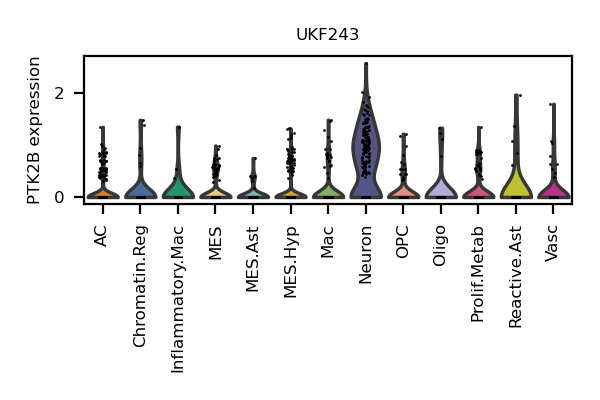 UKF243
PTK2B expression
2
0
AC
Chromatin.Reg
Inflammatory.Mac
MES
MES.Ast
MES.Hyp
Mac
Neuron
OPC
Oligo
Prolif.Metab
Reactive.Ast
Vasc